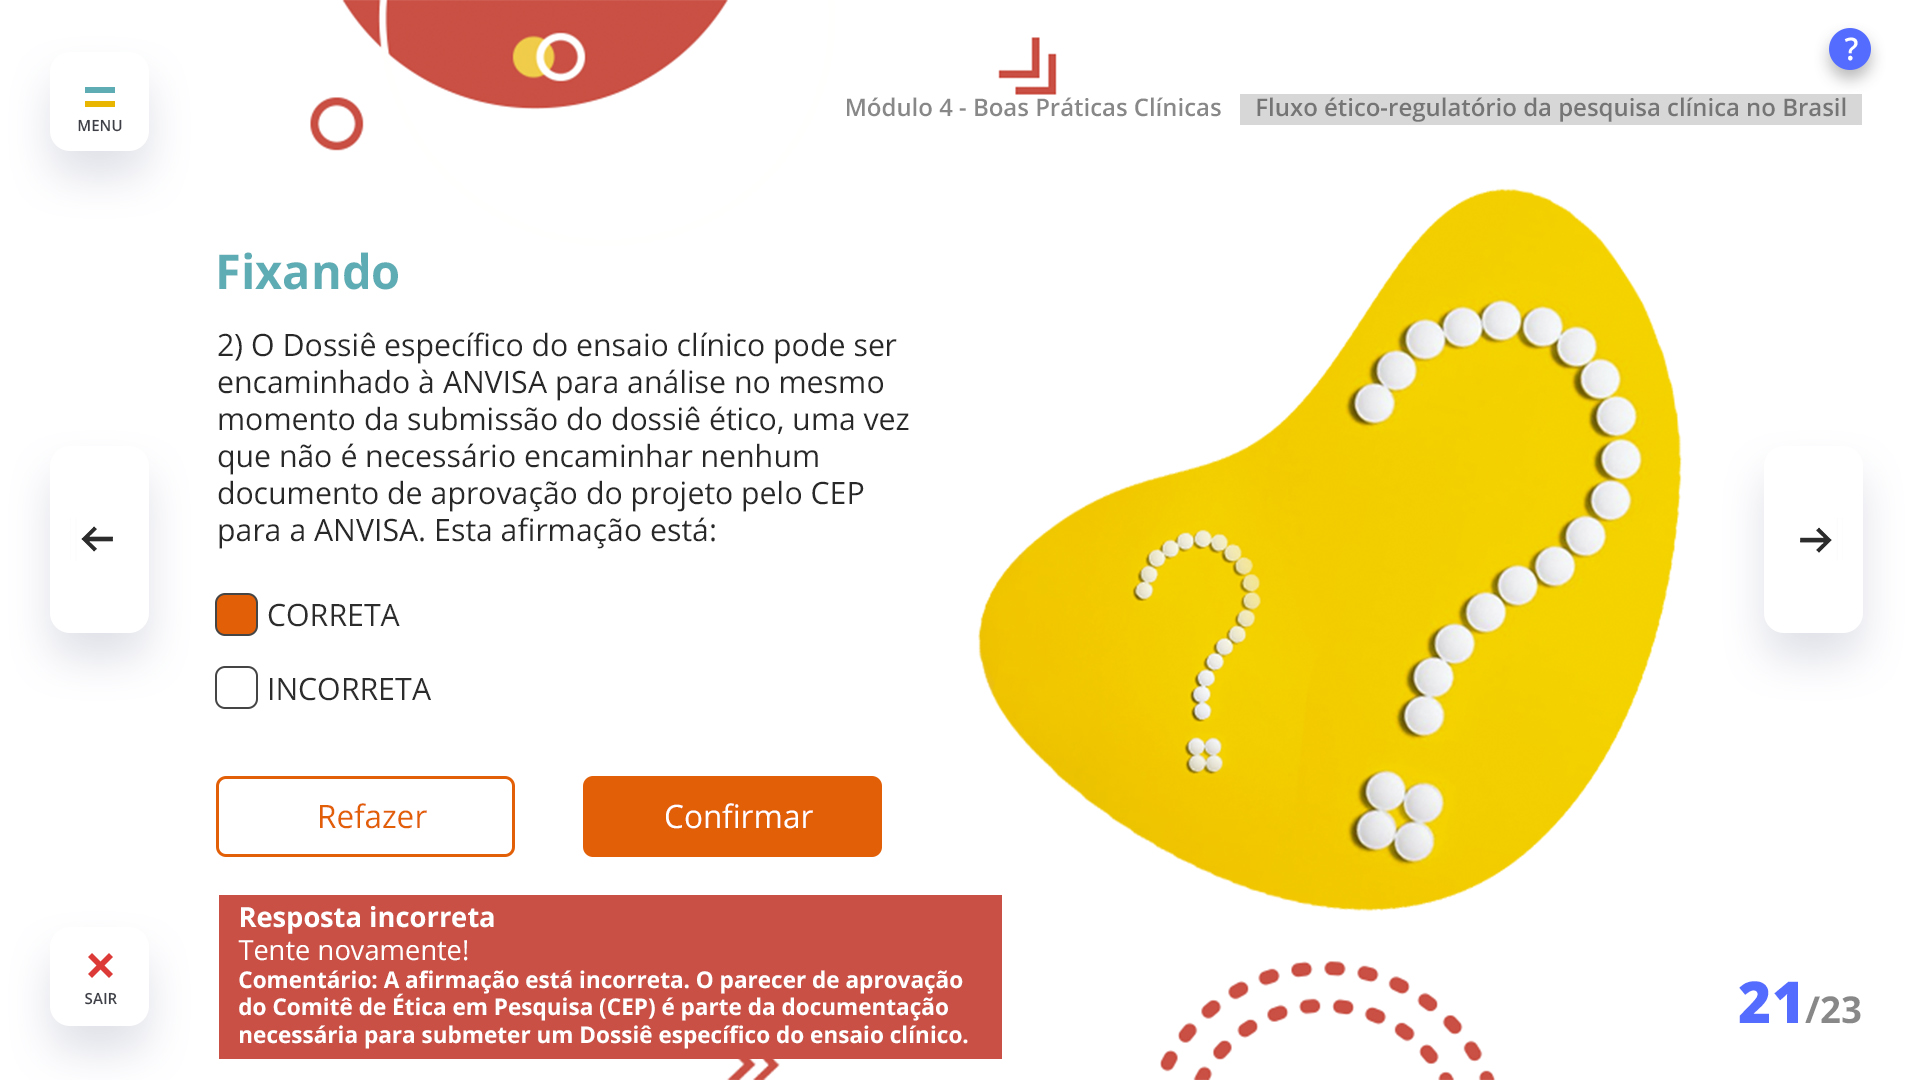 MENU
?
Módulo 4 - Boas Práticas Clínicas Fluxo ético-regulatório da pesquisa clínica no Brasil
Fixando
2) O Dossiê específico do ensaio clínico pode ser
encaminhado à ANVISA para análise no mesmo
momento da submissão do dossiê ético, uma vez
que não é necessário encaminhar nenhum
documento de aprovação do projeto pelo CEP
para a ANVISA. Esta afirmação está:
CORRETA
INCORRETA
Refazer Confirmar
Resposta incorreta
Tente novamente!
Comentário: A afirmação está incorreta. O parecer de aprovação
do Comitê de Ética em Pesquisa (CEP) é parte da documentação
necessária para submeter um Dossiê específico do ensaio clínico.
SAIR
21/23